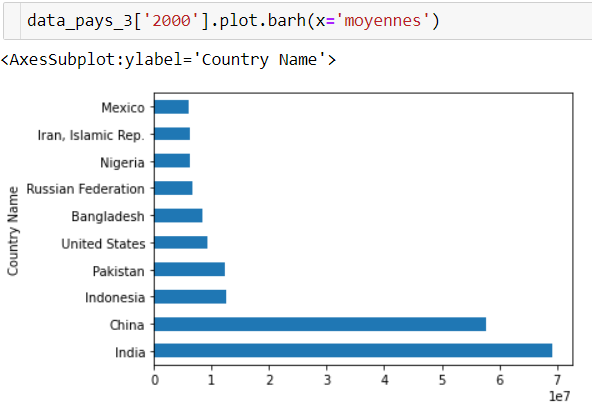 data_pays_3['2000'].plot.barh(x='moyennes')
<AxesSubplot:ylabel='Country Name'>
Mexico
Iran, Islamic Rep.
Nigeria
Russian Federation
Bangladesh
United States
Pakistan
Indonesia
China
India
Country Name
0 1 2 3 4 5 6 7
1e7